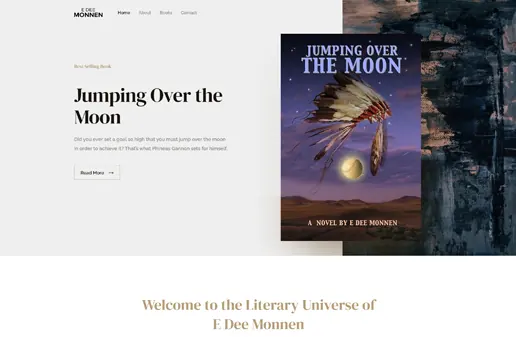 E DEE
MONNEN
Home About Books Contact
Best Selling Book
Jumping Over the
Moon
Did you ever set a goal so high that you must jump over the moon
in order to achieve it? That's what Phineas Gannon sets for himself.
Read More →
JUMPING OVER
THE MOON
A NOVEL BY E DEE MONNEN
Welcome to the Literary Universe of
E Dee Monnen